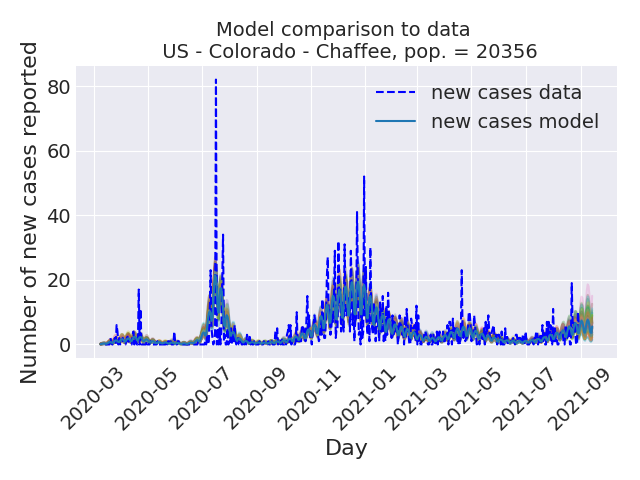 Model comparison to data
US - Colorado - Chaffee, pop. = 20356
new cases data
new cases model
Number of new cases reported
80
60
40
20
0
2020-03
2020-05
2020-07
2020-09
2020-11
2021-01
2021-03
2021-05
2021-07
2021-09
Day